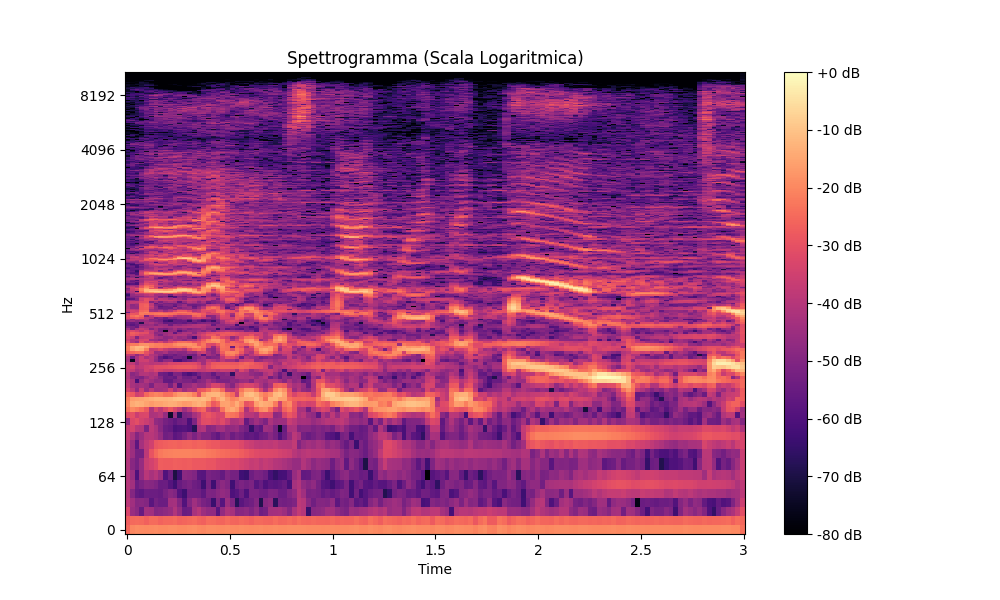 Spettrogramma (Scala Logaritmica)
8192
4096
2048
1024
512
256
128
64
0
Hz
0
0.5
1
1.5
2
2.5
3
Time
+0 dB
-10 dB
-20 dB
-30 dB
-40 dB
-50 dB
-60 dB
-70 dB
-80 dB